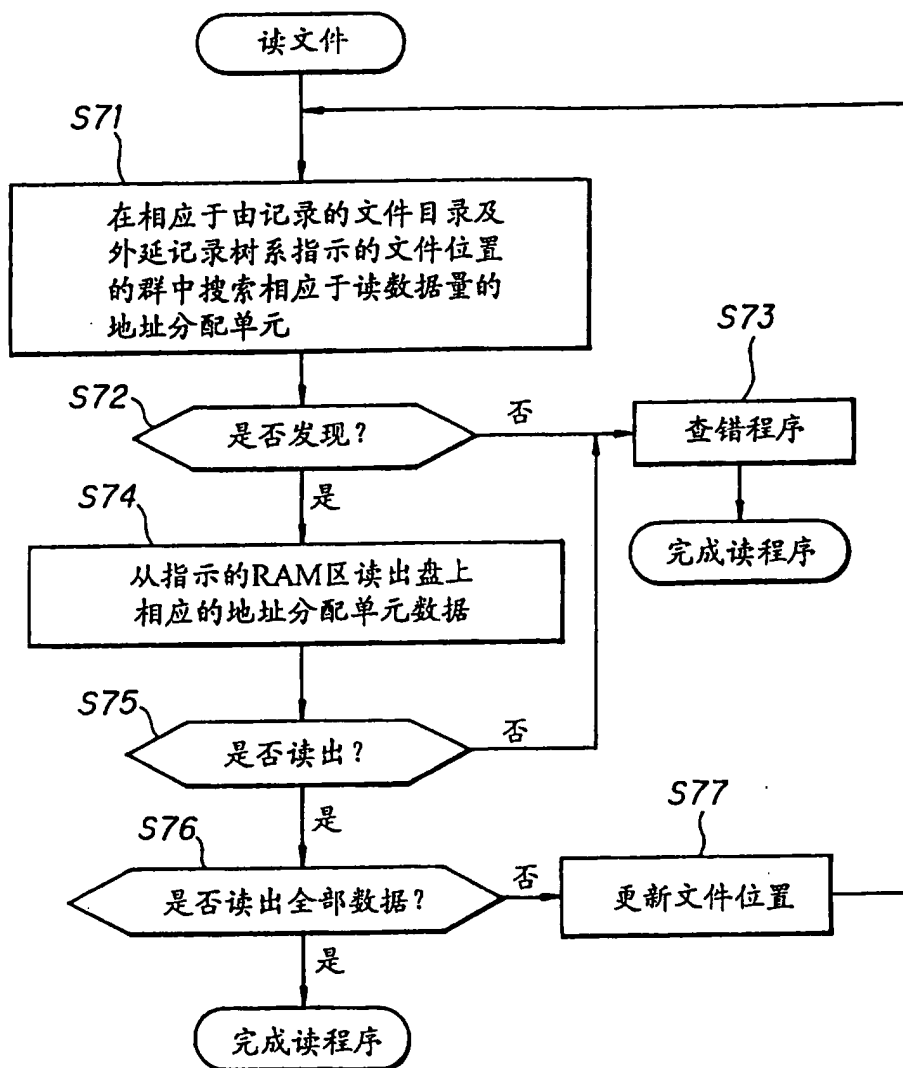 读文件
S71
在相应于由记录的文件目录及
外延记录树系指示的文件位置
的群中搜索相应于读数据量的
地址分配单元
S72
是否发现？
否
S73
查错程序
完成读程序
是
S74
从指示的RAM区读出盘上
相应的地址分配单元数据
S75
是否读出？
否
是
S76
是否读出全部数据？
否
S77
更新文件位置
是
完成读程序